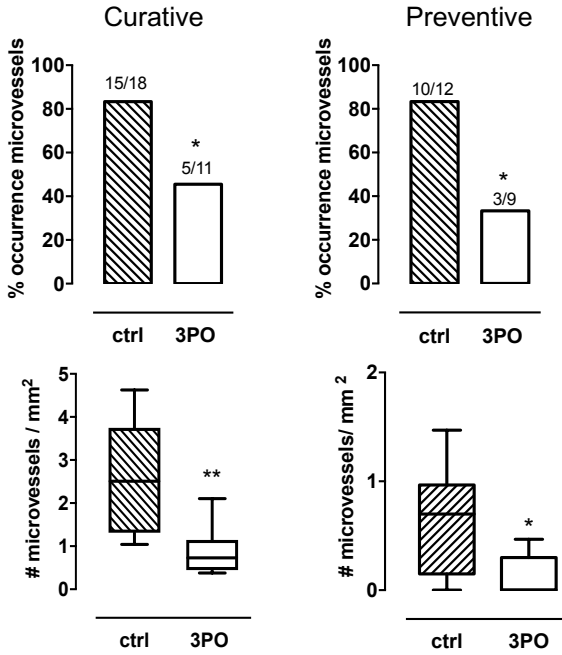 Curative
Preventive
% occurrence microvessels
100
80
60
40
20
0
15/18
*
5/11
ctrl
3PO
% occurrence microvessels
100
80
60
40
20
0
10/12
*
3/9
ctrl
3PO
# microvessels / mm²
5
4
3
2
1
0
**
ctrl
3PO
# microvessels/ mm ²
2
1
0
*
ctrl
3PO